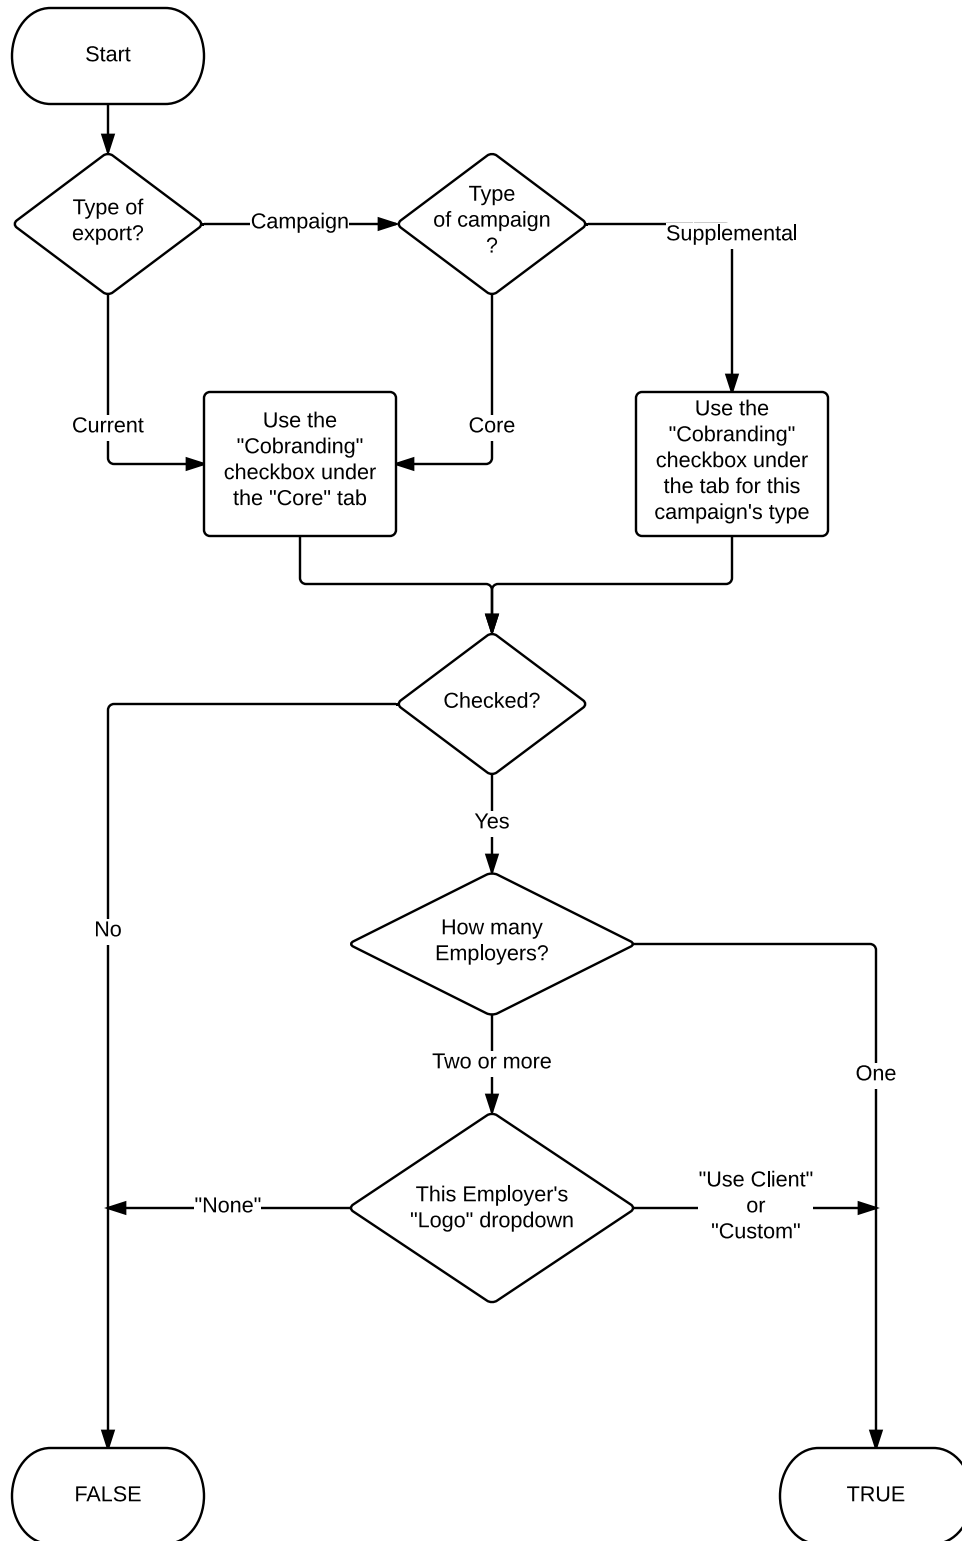 Start
Type of
export?
Campaign
Type
of campaign
?
Supplemental
Current
Use the
"Cobranding"
checkbox under
the "Core" tab
Core
Use the
"Cobranding"
checkbox under
the tab for this
campaign's type
Checked?
Yes
No
How many
Employers?
Two or more
One
"None"
This Employer's
"Logo" dropdown
"Use Client"
or
"Custom"
FALSE
TRUE